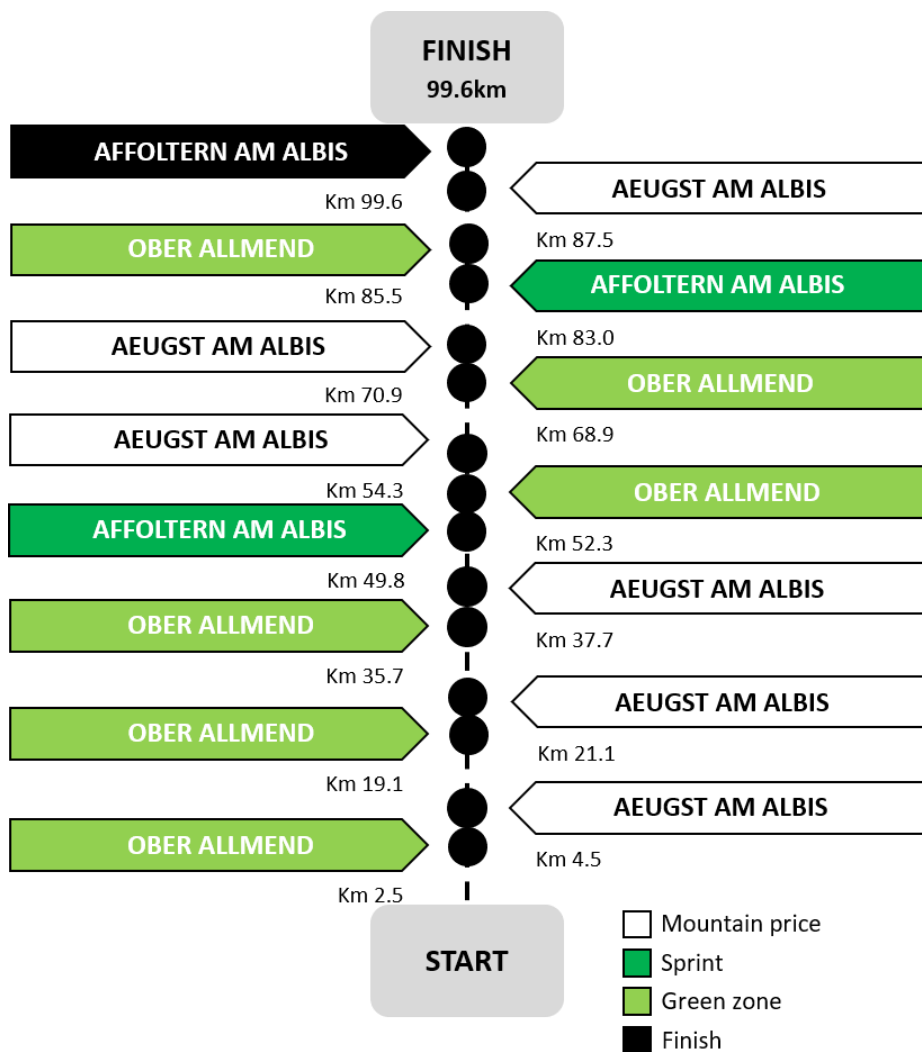 FINISH
99.6km
AFFOLTERN AM ALBIS
Km 99.6
AEUGST AM ALBIS
Km 87.5
OBER ALLMEND
Km 85.5
AFFOLTERN AM ALBIS
Km 83.0
AEUGST AM ALBIS
Km 70.9
OBER ALLMEND
Km 68.9
AEUGST AM ALBIS
Km 54.3
OBER ALLMEND
Km 52.3
AFFOLTERN AM ALBIS
Km 49.8
AEUGST AM ALBIS
Km 37.7
OBER ALLMEND
Km 35.7
AEUGST AM ALBIS
Km 21.1
OBER ALLMEND
Km 19.1
AEUGST AM ALBIS
Km 4.5
OBER ALLMEND
Km 2.5
START
Mountain price
Sprint
Green zone
Finish